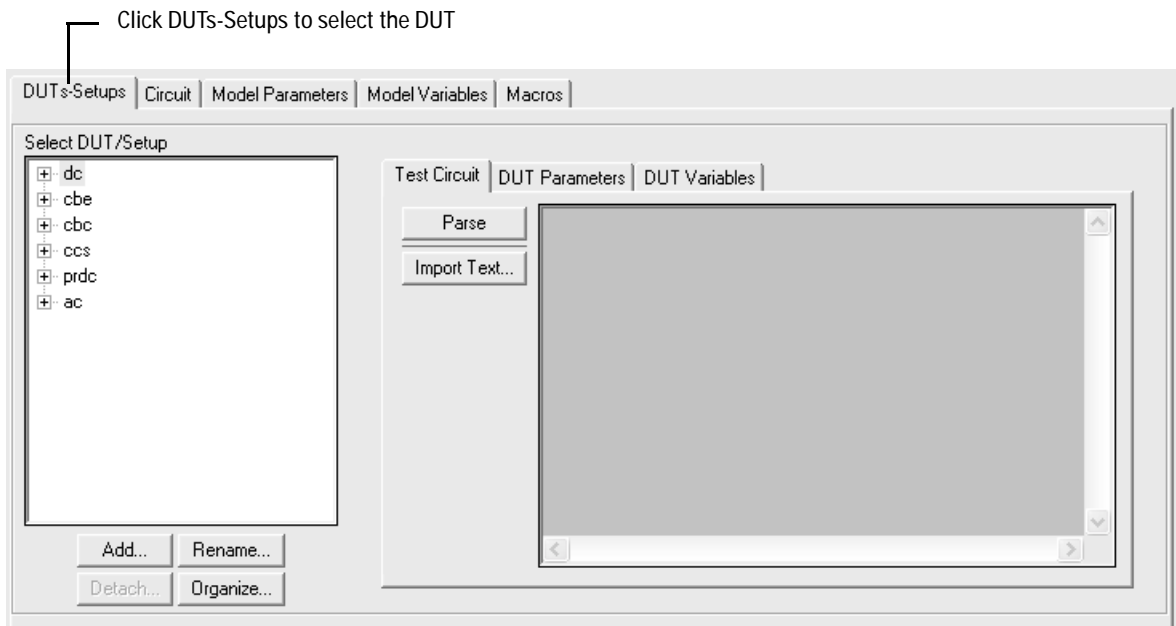 Click DUTs-Setups to select the DUT
DUTs-Setups Circuit Model Parameters Model Variables Macros
Select DUT/Setup
dc
cbe
cbc
ccs
prdc
ac
Test Circuit DUT Parameters DUT Variables
Parse
Import Text...
Add... Rename...
Detach... Organize...